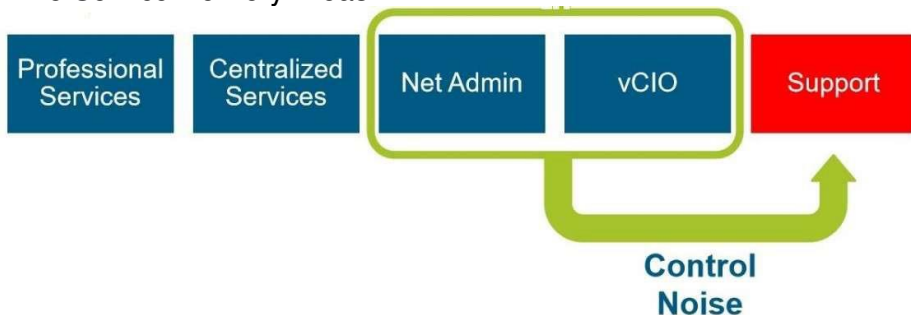 Professional Services
Centralized Services
Net Admin
vCIO
Support
Control
Noise